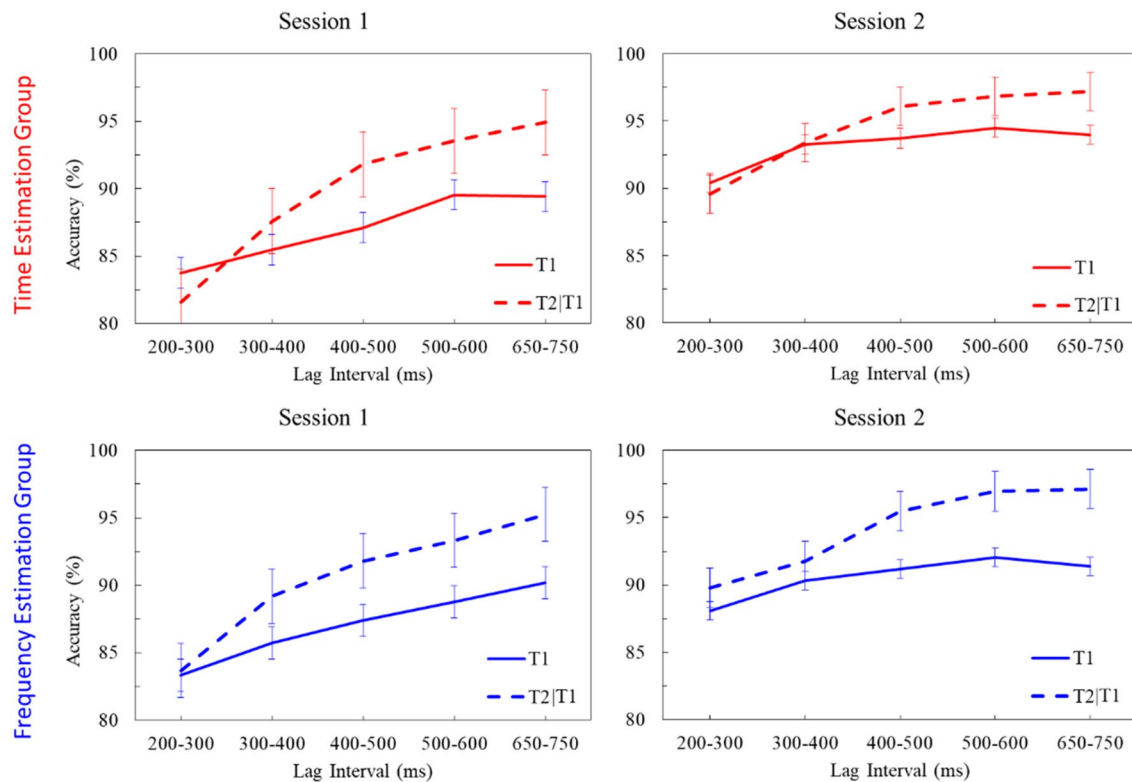 Time Estimation Group
Session 1
100
95
90
85
80
Accuracy (%)
T1
T2|T1
200-300 300-400 400-500 500-600 650-750
Lag Interval (ms)
Session 2
100
95
90
85
80
Accuracy (%)
T1
T2|T1
200-300 300-400 400-500 500-600 650-750
Lag Interval (ms)
Frequency Estimation Group
Session 1
100
95
90
85
80
Accuracy (%)
T1
T2|T1
200-300 300-400 400-500 500-600 650-750
Lag Interval (ms)
Session 2
100
95
90
85
80
Accuracy (%)
T1
T2|T1
200-300 300-400 400-500 500-600 650-750
Lag Interval (ms)